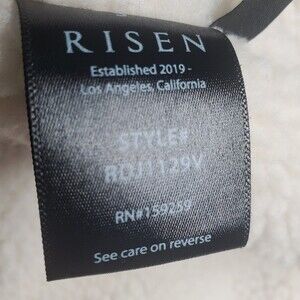 RISEN
Established 2019 -
Los Angeles, California
STYLE#
RDJ1129V
RN#159259
See care on reverse